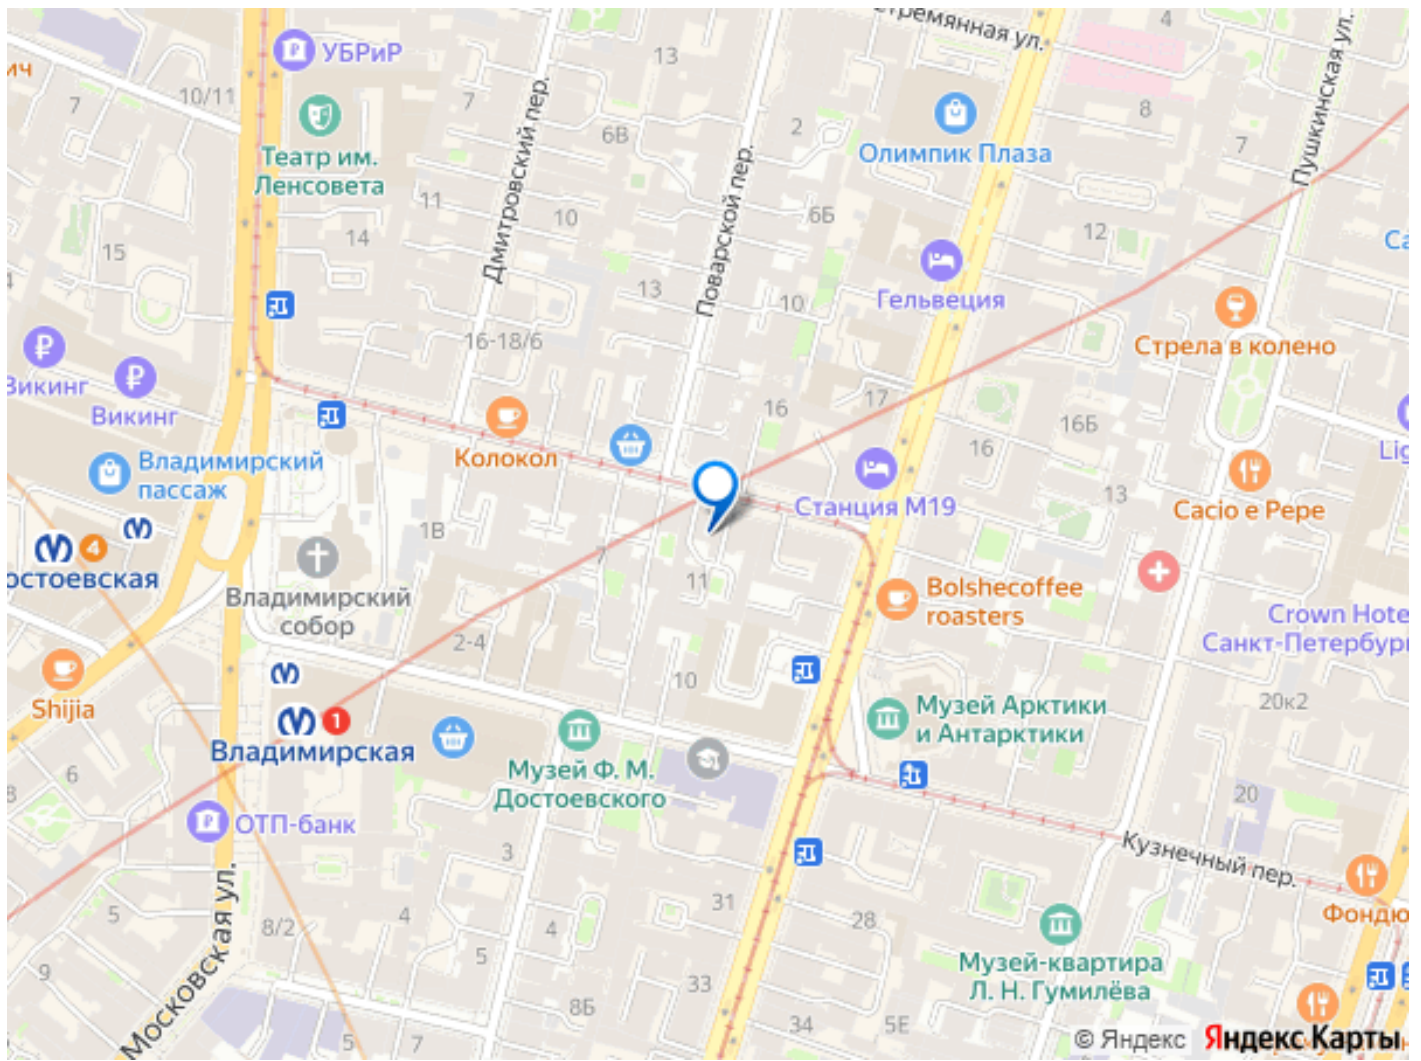 Стремянная ул.
4
УБРиР
13
ич
10/11
7
7
8
Театр им.
Ленсовета
6В
2
Олимпик Плаза
7
Пушкинская ул.
Дмитровский пер.
Поварской пер.
11
10
6Б
14
12
15
13
10
Гельвеция
16-18/6
Стрела в колено
Викинг
Викинг
17
16
16Б
16
Колокол
Владимирский
пассаж
Станция М19
13
Cacio e Pepe
1В
4
остоевская
7
11
Владимирский
собор
Bolshecoffee
roasters
Crown Hote
Санкт-Петербург
2-4
10
Shijia
1
Владимирская
Музей Арктики
и Антарктики
20к2
6
Музей Ф. М.
Достоевского
8
20
ОТП-банк
3
Кузнечный пер.
5
8/2
4
4
31
28
Фондю
Московская ул.
9
5
33
Музей-квартира
Л. Н. Гумилёва
8Б
34
5Е
5
7
© Яндекс Яндекс Карты